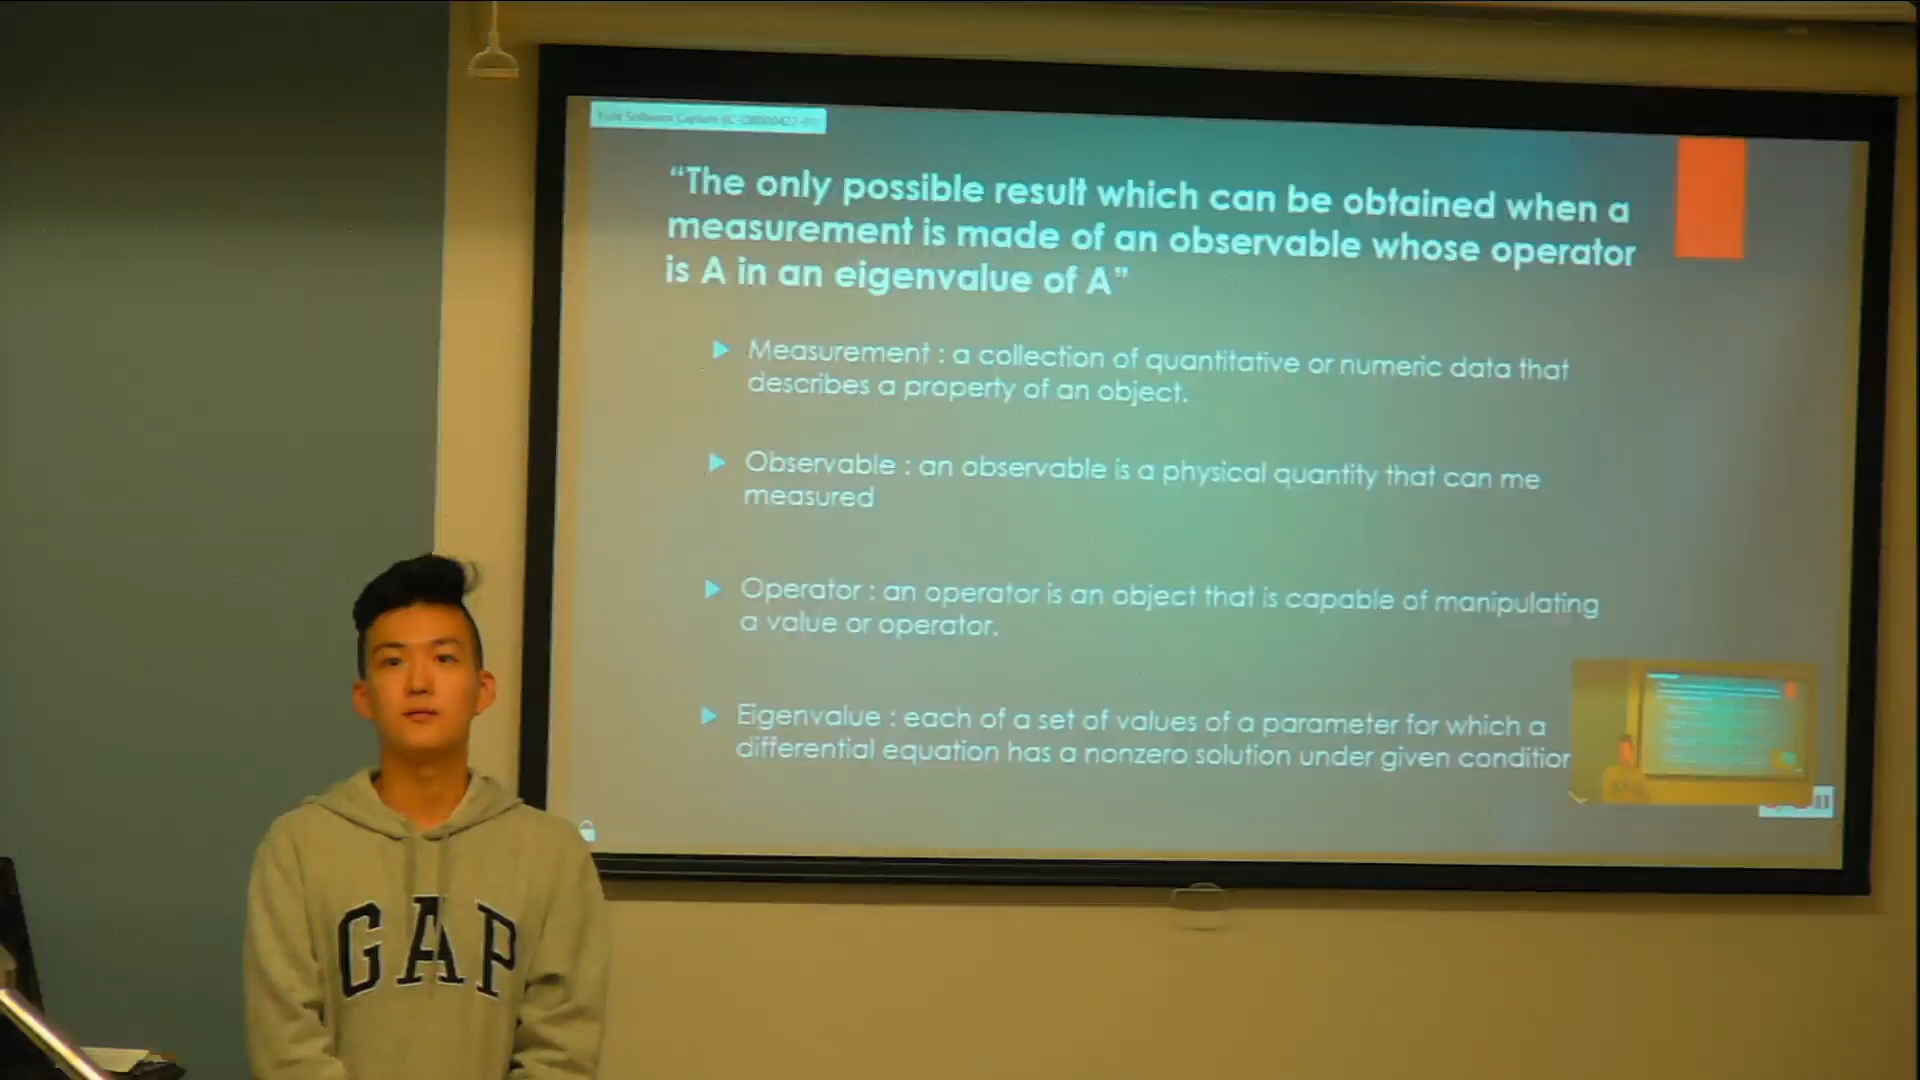 "The only possible result which can be obtained when a
measurement is made of an observable whose operator
is A in an eigenvalue of A"
Measurement : a collection of quantitative or numeric data that
describes a property of an object.
Observable : an observable is a physical quantity that can me
measured
Operator : an operator is an object that is capable of manipulating
a value or operator.
Eigenvalue : each of a set of values of a parameter for which a
differential equation has a nonzero solution under given condition
GAP